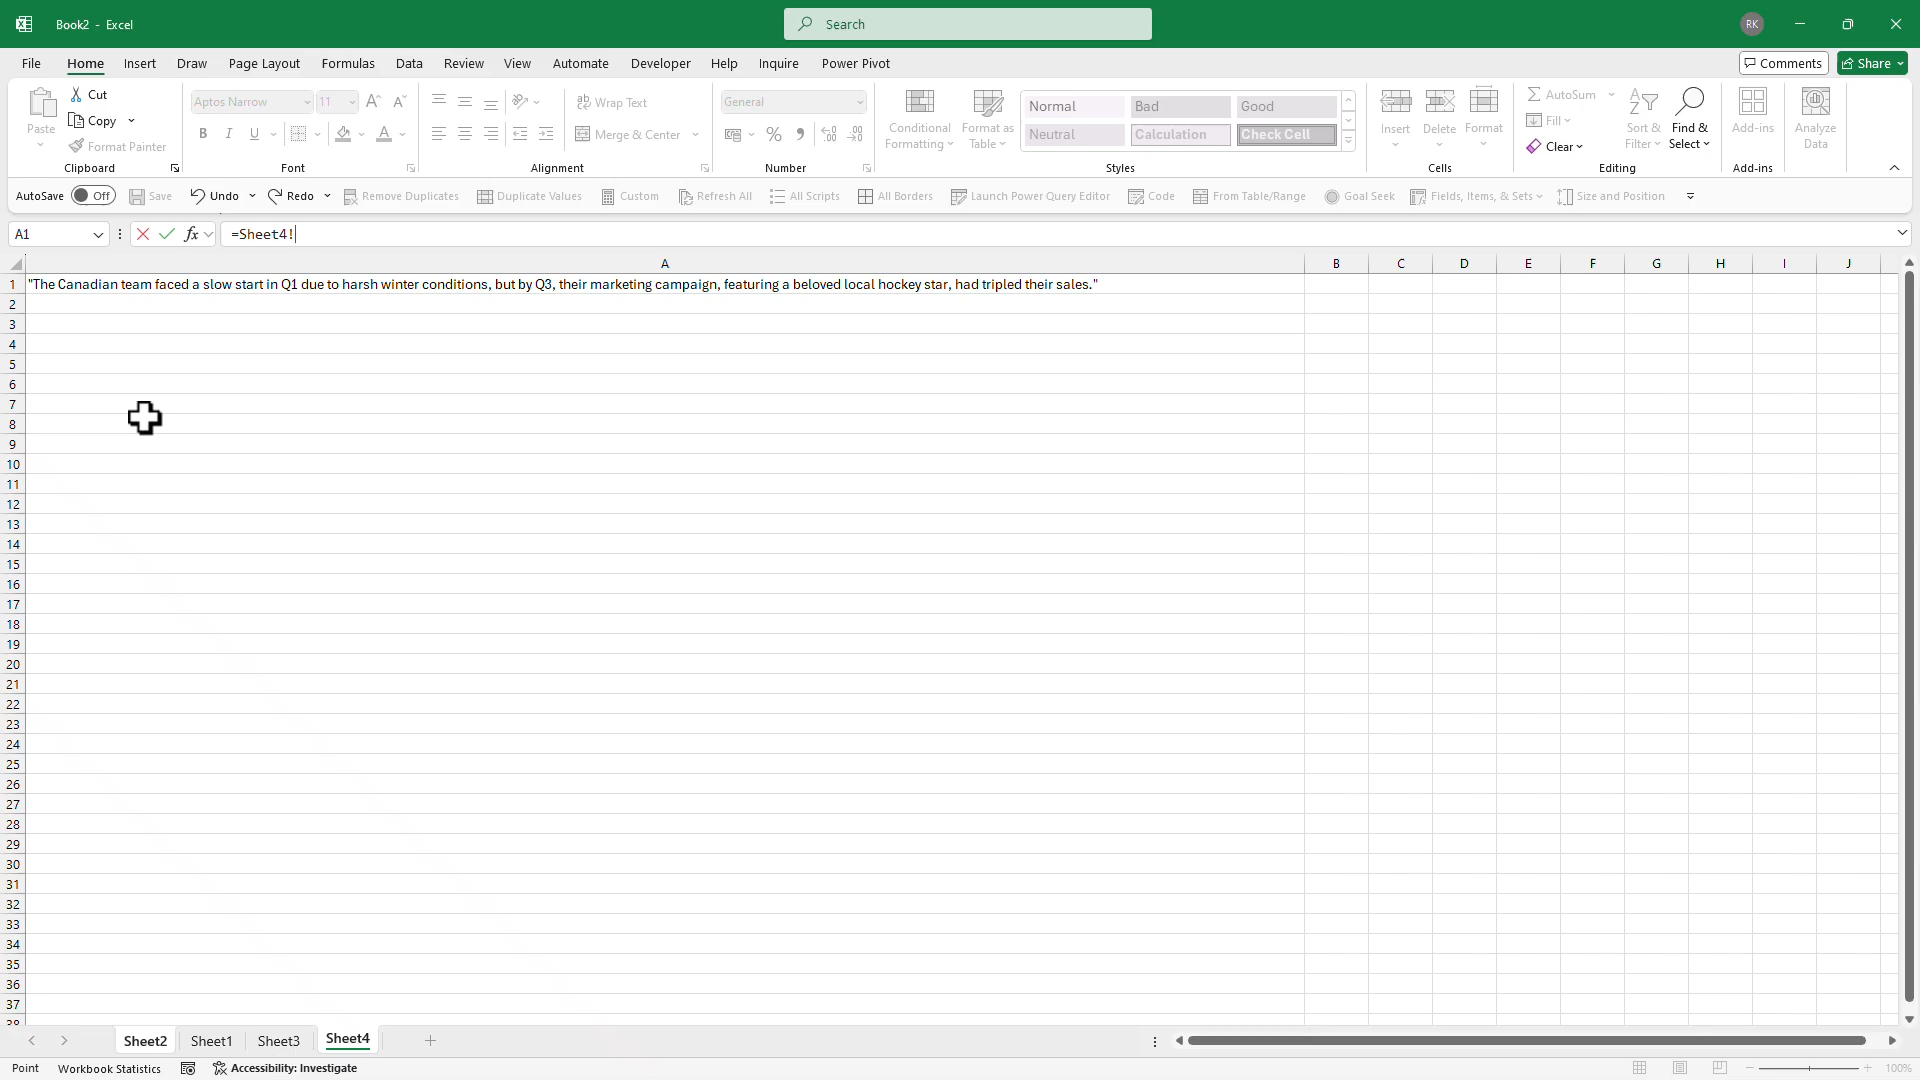 Book2 - Excel
Search
RK
File Home Insert Draw Page Layout Formulas Data Review View Automate Developer Help Inquire Power Pivot
Comments Share
Paste
Cut
Copy
Format Painter
Clipboard
Aptos Narrow 11
B I U
Font
Wrap Text
Merge & Center
Alignment
General
Number
Conditional Formatting
Format as Table
Normal Bad Good
Neutral Calculation Check Cell
Styles
Insert Delete Format
Cells
AutoSum
Fill
Clear
Sort & Filter
Find & Select
Editing
Add-ins
Add-ins
Analyze Data
AutoSave Off Save Undo Redo Remove Duplicates Duplicate Values Custom Refresh All All Scripts All Borders Launch Power Query Editor Code From Table/Range Goal Seek Fields, Items, & Sets Size and Position
A1 fx =Sheet4!
A B C D E F G H I J
1 "The Canadian team faced a slow start in Q1 due to harsh winter conditions, but by Q3, their marketing campaign, featuring a beloved local hockey star, had tripled their sales."
2
3
4
5
6
7
8
9
10
11
12
13
14
15
16
17
18
19
20
21
22
23
24
25
26
27
28
29
30
31
32
33
34
35
36
37
38
Sheet2 Sheet1 Sheet3 Sheet4
Point Workbook Statistics Accessibility: Investigate 100%